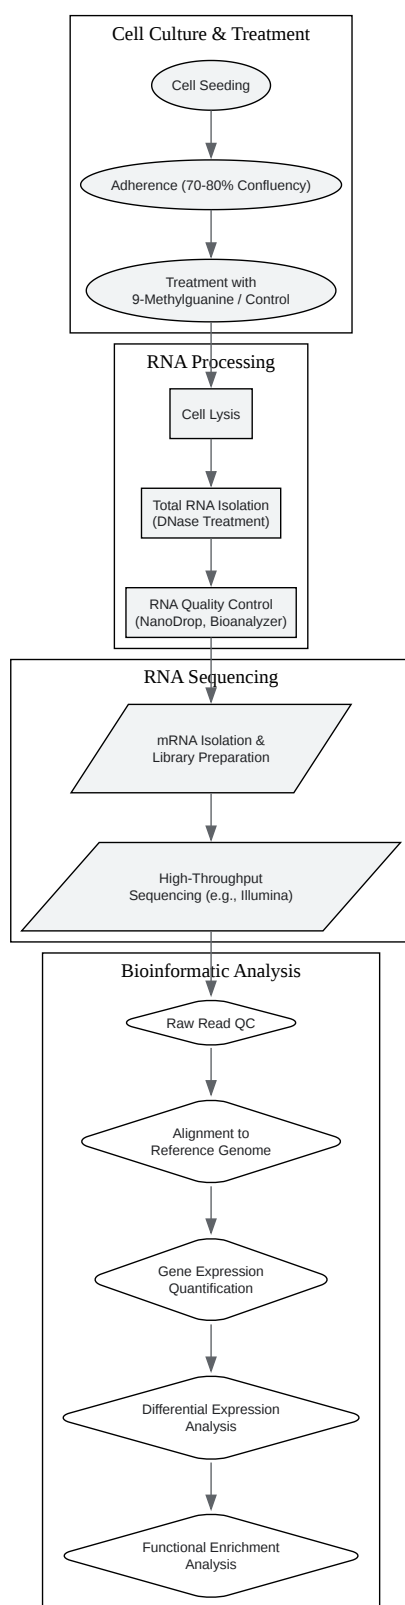 Cell Culture & Treatment
Cell Seeding
Adherence (70-80% Confluency)
Treatment with
9-Methylguanine / Control
RNA Processing
Cell Lysis
Total RNA Isolation
(DNase Treatment)
RNA Quality Control
(NanoDrop, Bioanalyzer)
RNA Sequencing
mRNA Isolation &
Library Preparation
High-Throughput
Sequencing (e.g., Illumina)
Bioinformatic Analysis
Raw Read QC
Alignment to
Reference Genome
Gene Expression
Quantification
Differential Expression
Analysis
Functional Enrichment
Analysis